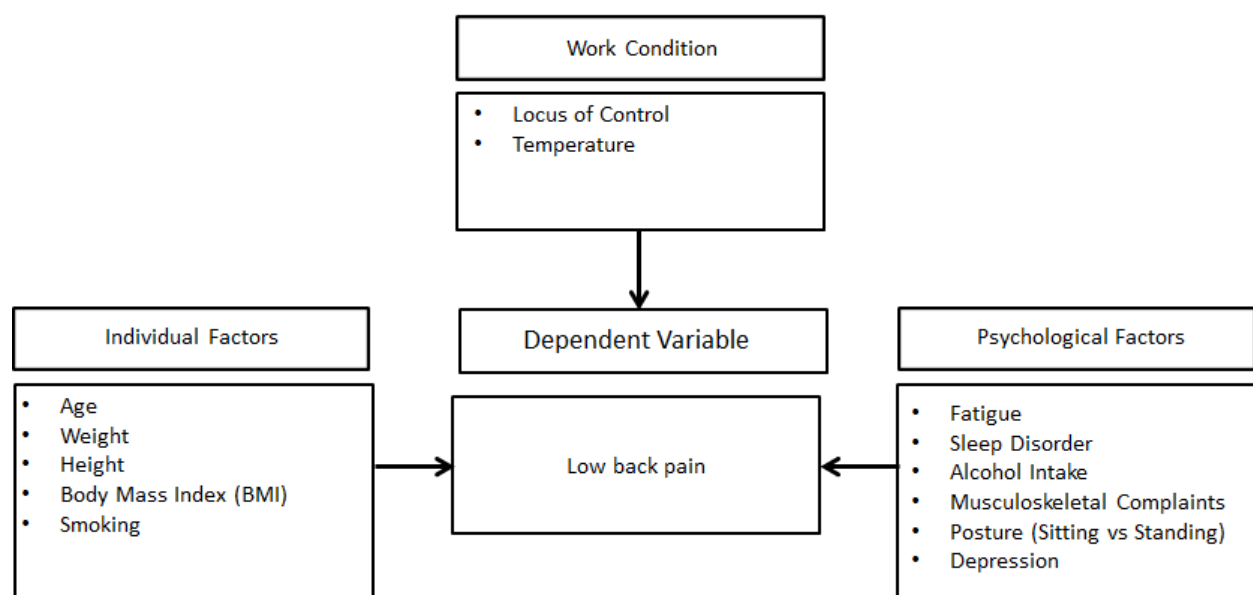 Work Condition
• Locus of Control
• Temperature
Individual Factors
• Age
• Weight
• Height
• Body Mass Index (BMI)
• Smoking
Dependent Variable
Low back pain
Psychological Factors
• Fatigue
• Sleep Disorder
• Alcohol Intake
• Musculoskeletal Complaints
• Posture (Sitting vs Standing)
• Depression